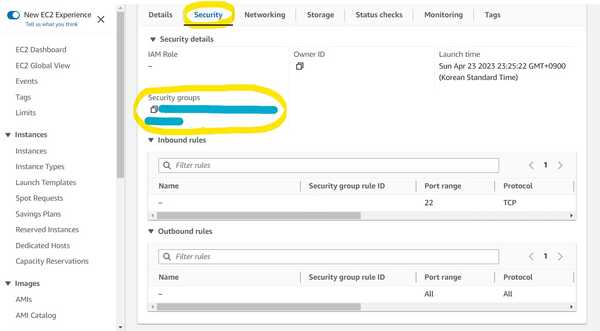 New EC2 Experience
Tell us what you think
EC2 Dashboard
EC2 Global View
Events
Tags
Limits
Instances
Instances
Instance Types
Launch Templates
Spot Requests
Savings Plans
Reserved Instances
Dedicated Hosts
Capacity Reservations
Images
AMIs
AMI Catalog
Details Security Networking Storage Status checks Monitoring Tags
Security details
IAM Role Owner ID Launch time
– Sun Apr 23 2023 23:25:22 GMT+0900
(Korean Standard Time)
Security groups
Inbound rules
Filter rules 1
Name Security group rule ID Port range Protocol
– 22 TCP
Outbound rules
Filter rules 1
Name Security group rule ID Port range Protocol
– All All